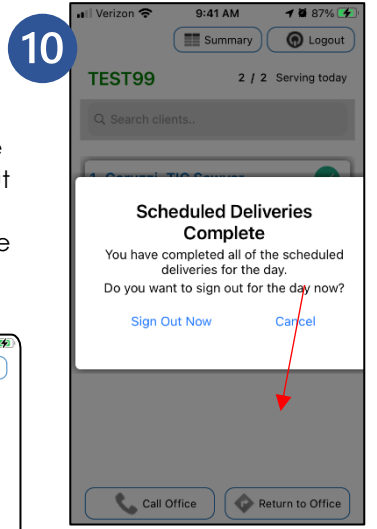 10
Verizon 9:41 AM 87%
Summary Logout
TEST99 2 / 2 Serving today
Search clients..
Scheduled Deliveries
Complete
You have completed all of the scheduled
deliveries for the day.
Do you want to sign out for the day now?
Sign Out Now Cancel
Call Office Return to Office